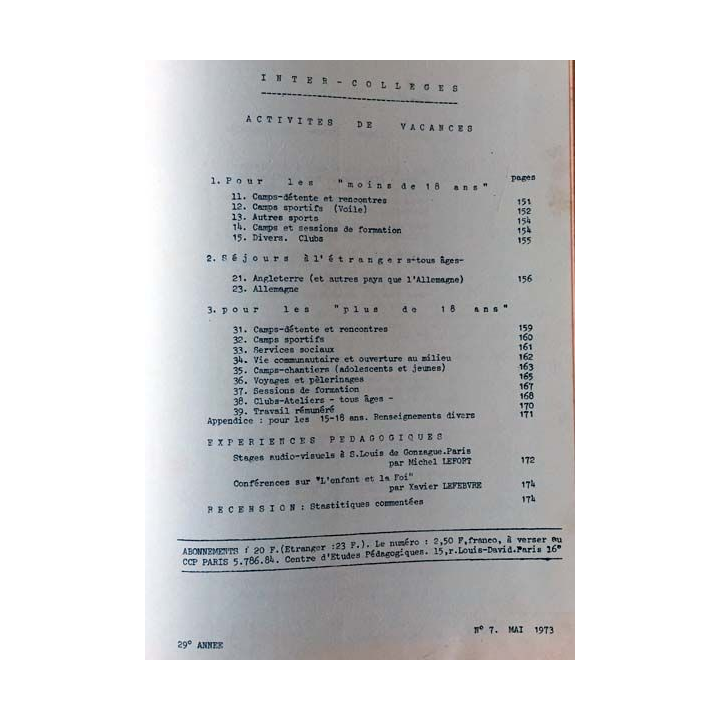 INTER-COLLEGES
ACTIVITES DE VACANCES
pages
1. Pour les "moins de 18 ans"
11. Camps-détente et rencontres 151
12. Camps sportifs (Voile) 152
13. Autres sports 154
14. Camps et sessions de formation 154
15. Divers. Clubs 155
2. Séjours à l'étrangers-tous âges-
21. Angleterre (et autres pays que l'Allemagne) 156
23. Allemagne
3. pour les "plus de 18 ans"
31. Camps-détente et rencontres 159
32. Camps sportifs 160
33. Services sociaux 161
34. Vie communautaire et ouverture au milieu 162
35. Camps-chantiers (adolescents et jeunes) 163
36. Voyages et pèlerinages 165
37. Sessions de formation 167
38. Clubs-Ateliers - tous âges - 168
39. Travail rémunéré 170
Appendice : pour les 15-18 ans. Renseignements divers 171
EXPERIENCES PEDAGOGIQUES
Stages audio-visuels à S.Louis de Gonzague.Paris
par Michel LEFORT 172
Conférences sur "L'enfant et la Foi"
par Xavier LEFEBVRE 174
RECENSION : Stastitiques commentées 174
ABONNEMENTS : 20 F.(Etranger :23 F.). Le numéro : 2,50 F,franco, à verser au
CCP PARIS 5.786.84. Centre d'Etudes Pédagogiques. 15,r.Louis-David.Paris 16°
N° 7. MAI 1973
29° ANNEE